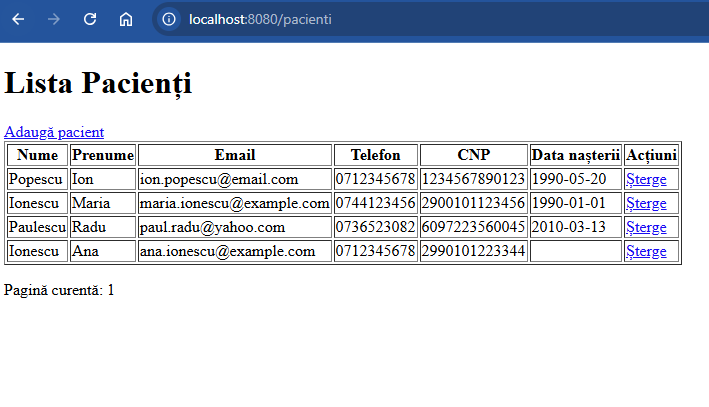 localhost:8080/pacienti
Lista Pacienți
Adaugă pacient
Nume Prenume Email Telefon CNP Data nașterii Acțiuni
Popescu Ion ion.popescu@email.com 0712345678 1234567890123 1990-05-20 Șterge
Ionescu Maria maria.ionescu@example.com 0744123456 2900101123456 1990-01-01 Șterge
Paulescu Radu paul.radu@yahoo.com 0736523082 6097223560045 2010-03-13 Șterge
Ionescu Ana ana.ionescu@example.com 0712345678 2990101223344 Șterge
Pagină curentă: 1